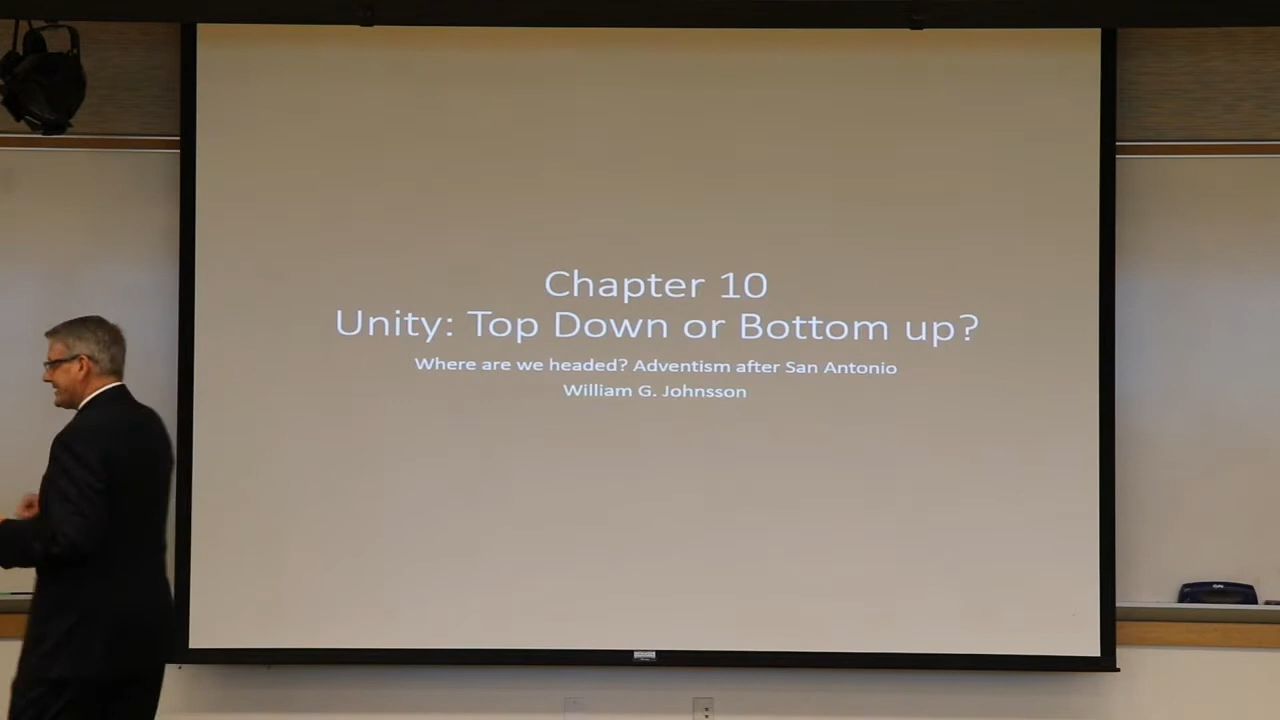 Chapter 10
Unity: Top Down or Bottom up?
Where are we headed? Adventism after San Antonio
William G. Johnsson